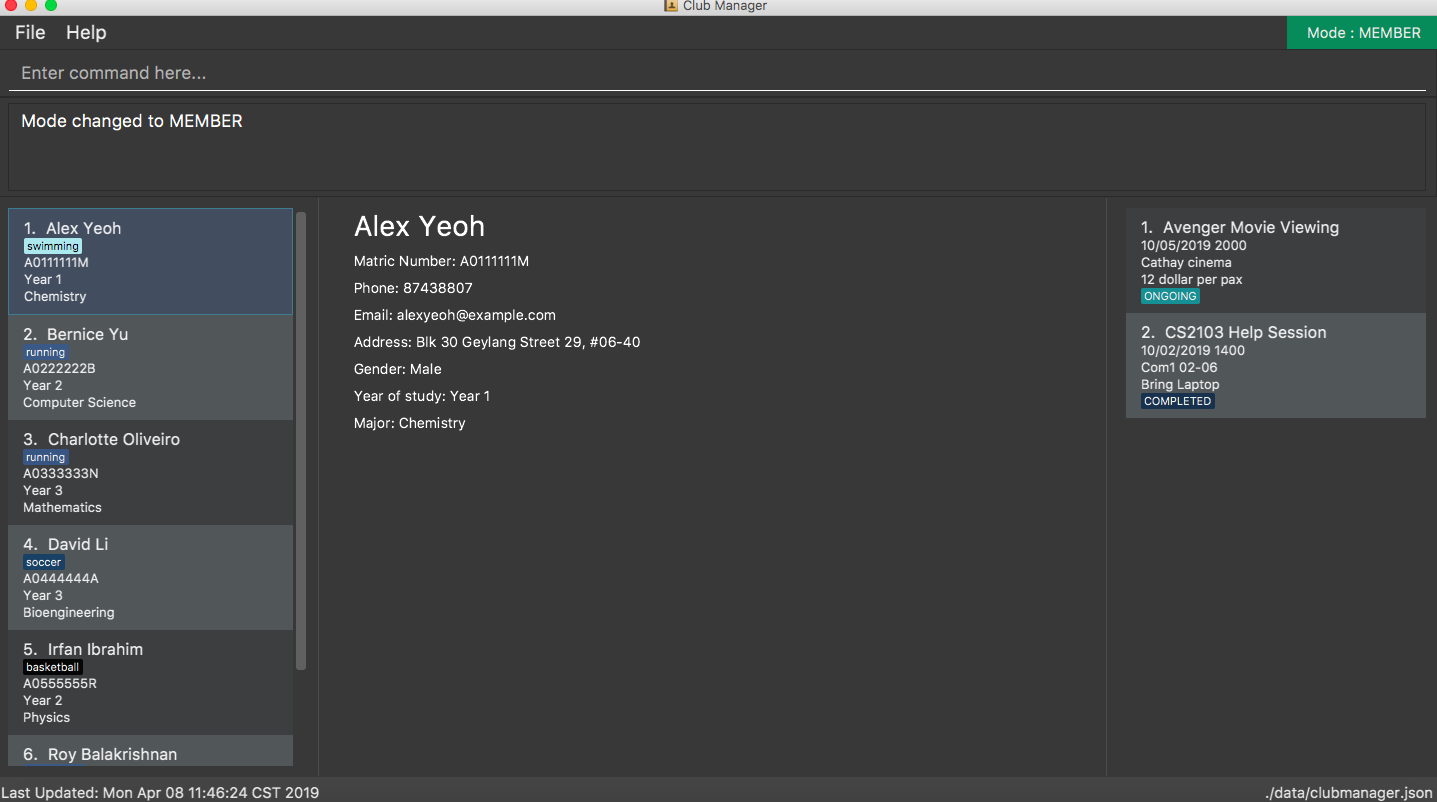 Club Manager
File Help
Mode : MEMBER
Enter command here...
Mode changed to MEMBER
1. Alex Yeoh
swimming
A0111111M
Year 1
Chemistry
2. Bernice Yu
running
A0222222B
Year 2
Computer Science
3. Charlotte Oliveiro
running
A0333333N
Year 3
Mathematics
4. David Li
soccer
A0444444A
Year 3
Bioengineering
5. Irfan Ibrahim
basketball
A0555555R
Year 2
Physics
6. Roy Balakrishnan
Alex Yeoh
Matric Number: A0111111M
Phone: 87438807
Email: alexyeoh@example.com
Address: Blk 30 Geylang Street 29, #06-40
Gender: Male
Year of study: Year 1
Major: Chemistry
1. Avenger Movie Viewing
10/05/2019 2000
Cathay cinema
12 dollar per pax
ONGOING
2. CS2103 Help Session
10/02/2019 1400
Com1 02-06
Bring Laptop
COMPLETED
Last Updated: Mon Apr 08 11:46:24 CST 2019
./data/clubmanager.json